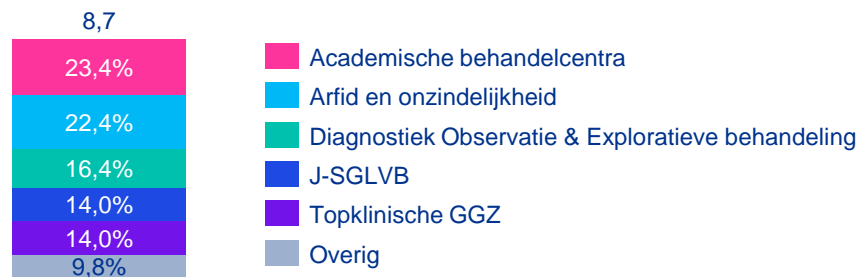 8,7
23,4%
22,4%
16,4%
14,0%
14,0%
9,8%
Academische behandelcentra
Arfid en onzindelijkheid
Diagnostiek Observatie & Exploratieve behandeling
J-SGLVB
Topklinische GGZ
Overig